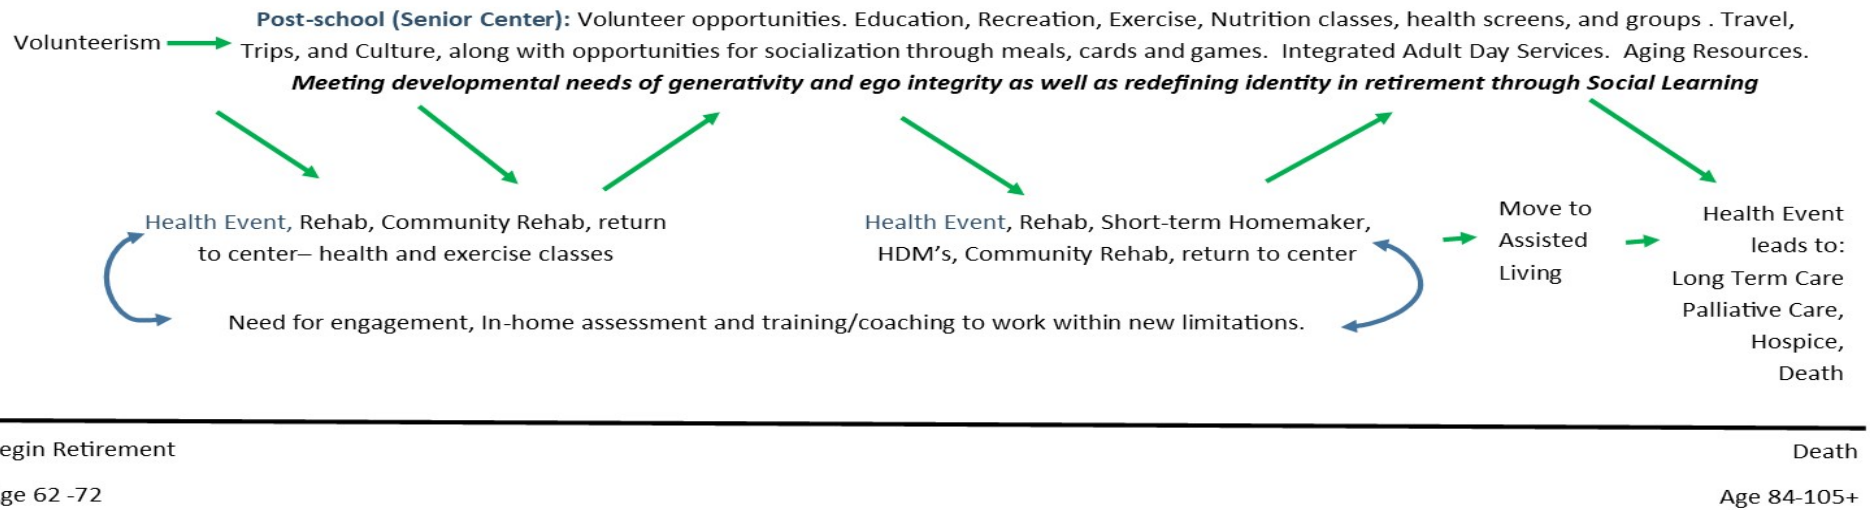 Post-school (Senior Center): Volunteer opportunities. Education, Recreation, Exercise, Nutrition classes, health screens, and groups . Travel,
Volunteerism
Trips, and Culture, along with opportunities for socialization through meals, cards and games. Integrated Adult Day Services. Aging Resources.
Meeting developmental needs of generativity and ego integrity as well as redefining identity in retirement through Social Learning
Health Event, Rehab, Community Rehab, return
to center– health and exercise classes
Health Event, Rehab, Short-term Homemaker,
HDM’s, Community Rehab, return to center
Need for engagement, In-home assessment and training/coaching to work within new limitations.
Move to
Assisted
Living
Health Event
leads to:
Long Term Care
Palliative Care,
Hospice,
Death
egin Retirement
ge 62 -72
Death
Age 84-105+